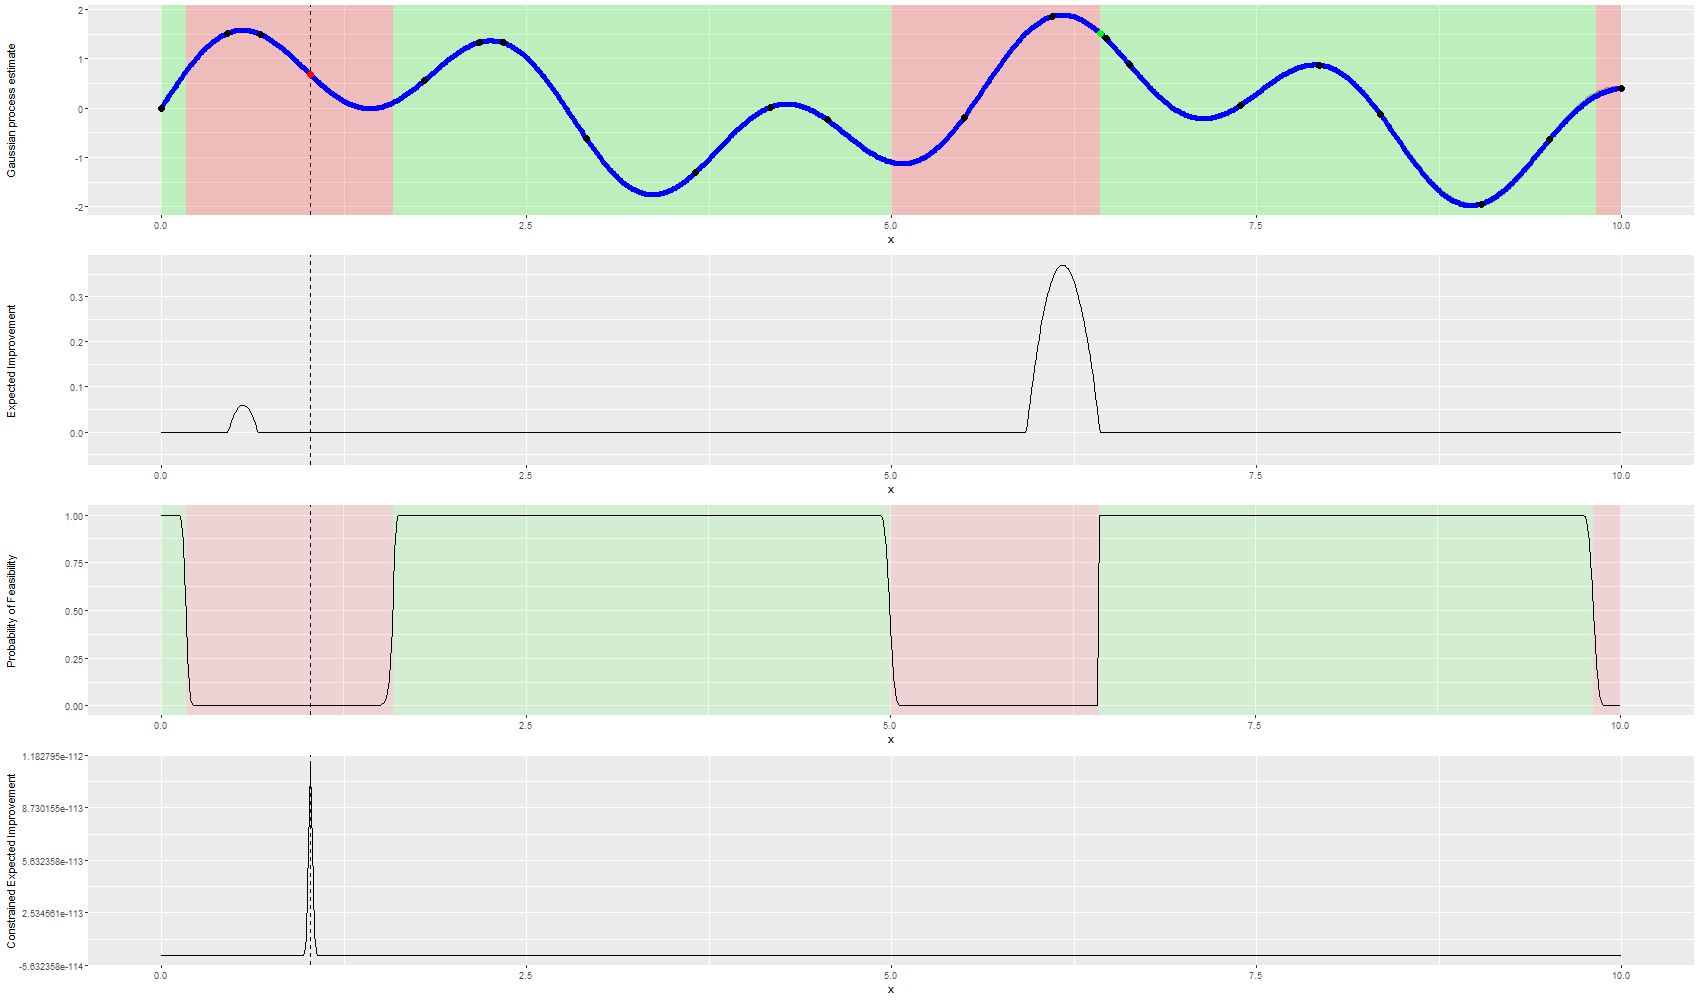 Gaussian process estimate
2
1
0
-1
-2
0.0 2.5 5.0 7.5 10.0
x
Expected Improvement
0.3
0.2
0.1
0.0
0.0 2.5 5.0 7.5 10.0
x
Probability of Feasibility
1.00
0.75
0.50
0.25
0.00
0.0 2.5 5.0 7.5 10.0
x
Constrained Expected Improvement
1.182795e-112
8.730155e-113
5.632358e-113
2.534561e-113
-5.632358e-114
0.0 2.5 5.0 7.5 10.0
x